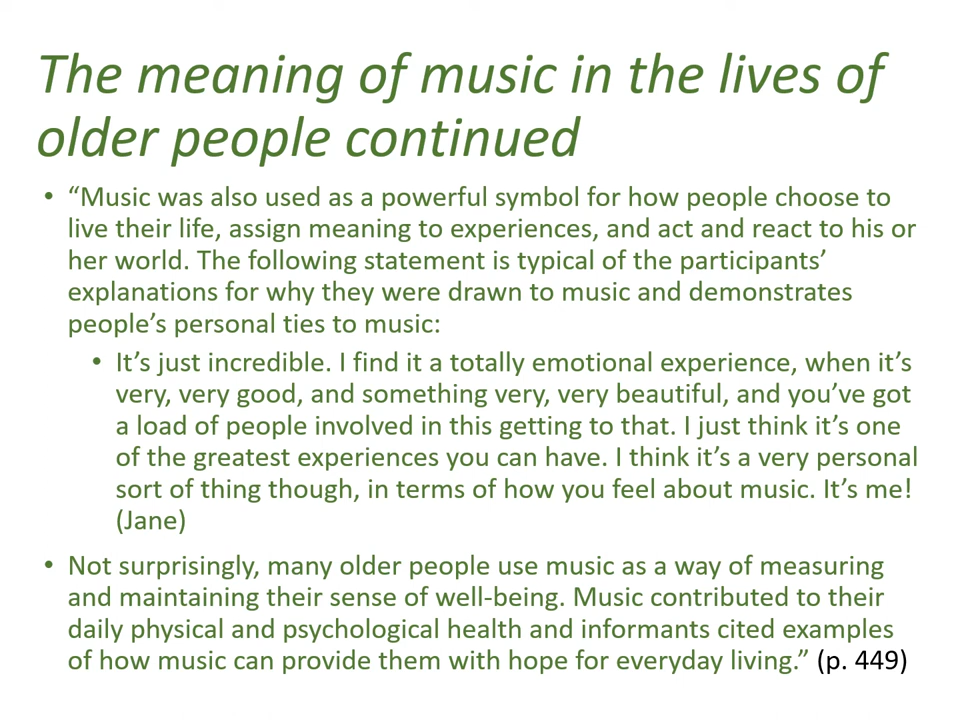 The meaning of music in the lives of
older people continued
• “Music was also used as a powerful symbol for how people choose to
live their life, assign meaning to experiences, and act and react to his or
her world. The following statement is typical of the participants’
explanations for why they were drawn to music and demonstrates
people’s personal ties to music:
• It’s just incredible. I find it a totally emotional experience, when it’s
very, very good, and something very, very beautiful, and you’ve got
a load of people involved in this getting to that. I just think it’s one
of the greatest experiences you can have. I think it’s a very personal
sort of thing though, in terms of how you feel about music. It’s me!
(Jane)
• Not surprisingly, many older people use music as a way of measuring
and maintaining their sense of well-being. Music contributed to their
daily physical and psychological health and informants cited examples
of how music can provide them with hope for everyday living.” (p. 449)